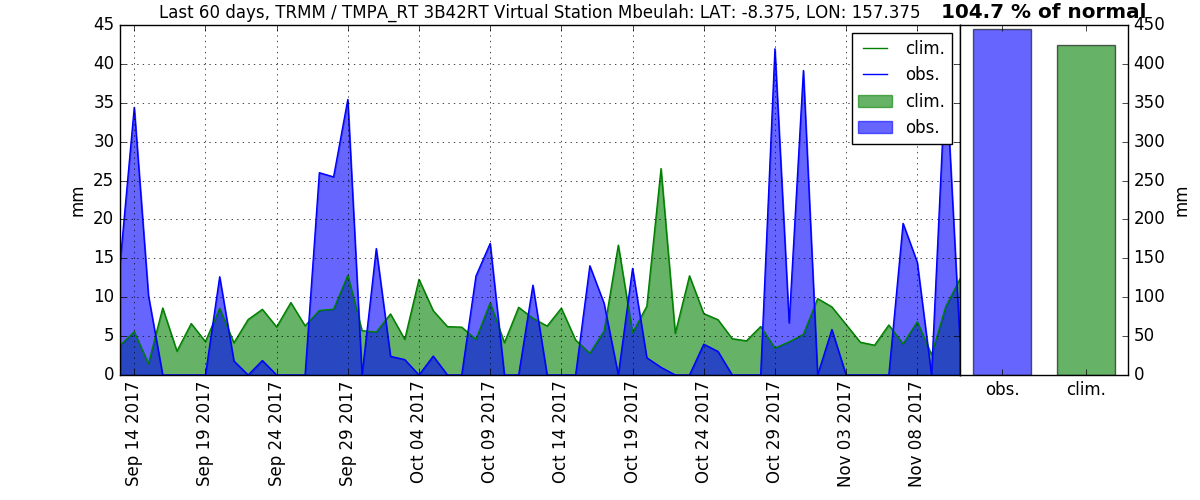 Last 60 days, TRMM / TMPA_RT 3B42RT Virtual Station Mbeulah: LAT: -8.375, LON: 157.375
104.7 % of normal
45
40
35
30
25
20
15
10
5
0
mm
clim.
obs.
clim.
obs.
Sep 14 2017
Sep 19 2017
Sep 24 2017
Sep 29 2017
Oct 04 2017
Oct 09 2017
Oct 14 2017
Oct 19 2017
Oct 24 2017
Oct 29 2017
Nov 03 2017
Nov 08 2017
450
400
350
300
250
200
150
100
50
0
mm
obs.
clim.